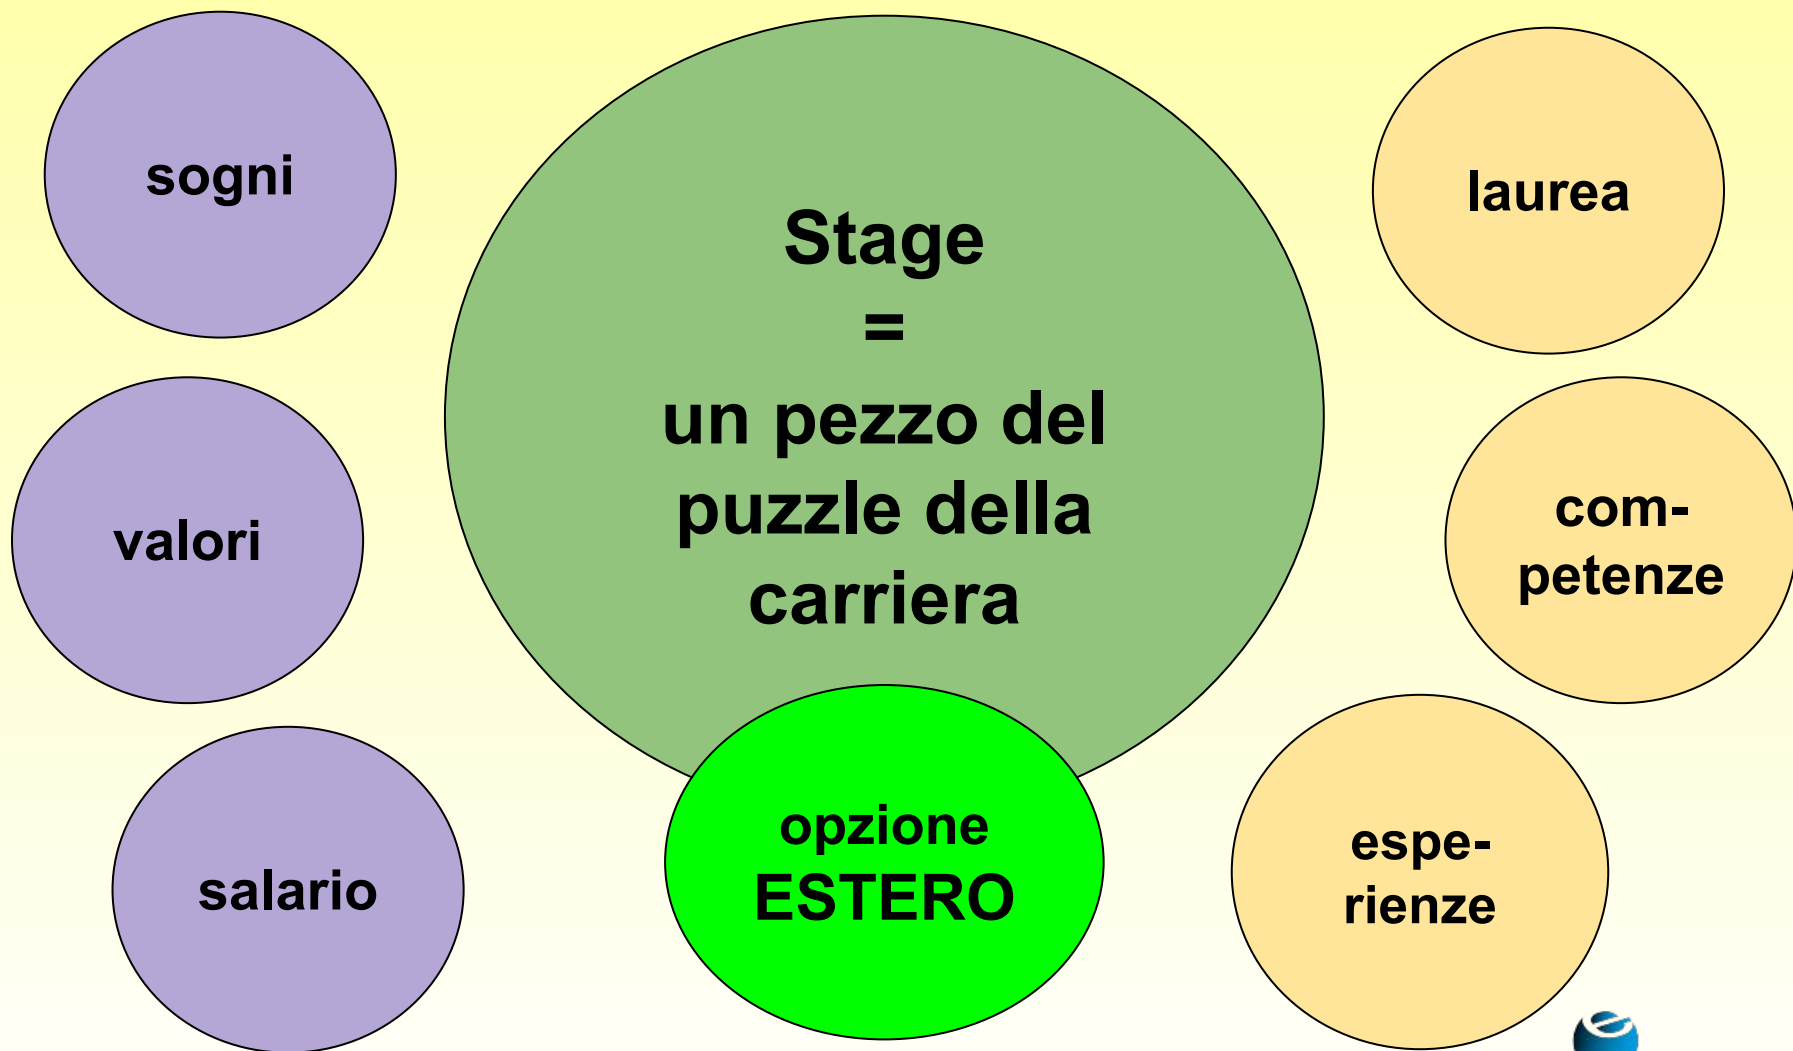 sogni
valori
salario
Stage
=
un pezzo del
puzzle della
carriera
opzione
ESTERO
laurea
com-
petenze
espe-
rienze